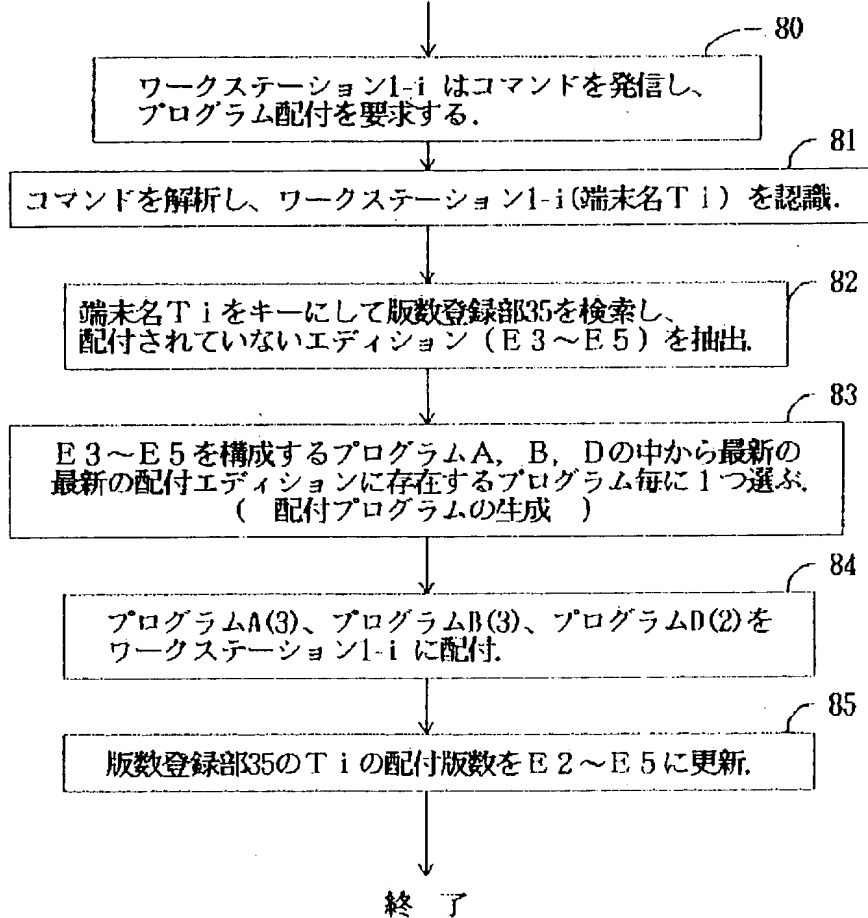 80
ワークステーション1-i はコマンドを発信し、
プログラム配付を要求する.
81
コマンドを解析し、ワークステーション1-i(端末名Ｔｉ) を認識.
82
端末名Ｔｉをキーにして版数登録部35を検索し、
配付されていないエディション（Ｅ３～Ｅ５）を抽出.
83
Ｅ３～Ｅ５を構成するプログラムA, B, Dの中から最新の
最新の配付エディションに存在するプログラム毎に１つ選ぶ.
( 配付プログラムの生成 )
84
プログラムA(3)、プログラムB(3)、プログラムD(2)を
ワークステーション1-i に配付.
85
版数登録部35のＴｉの配付版数をＥ２～Ｅ５に更新.
終 了